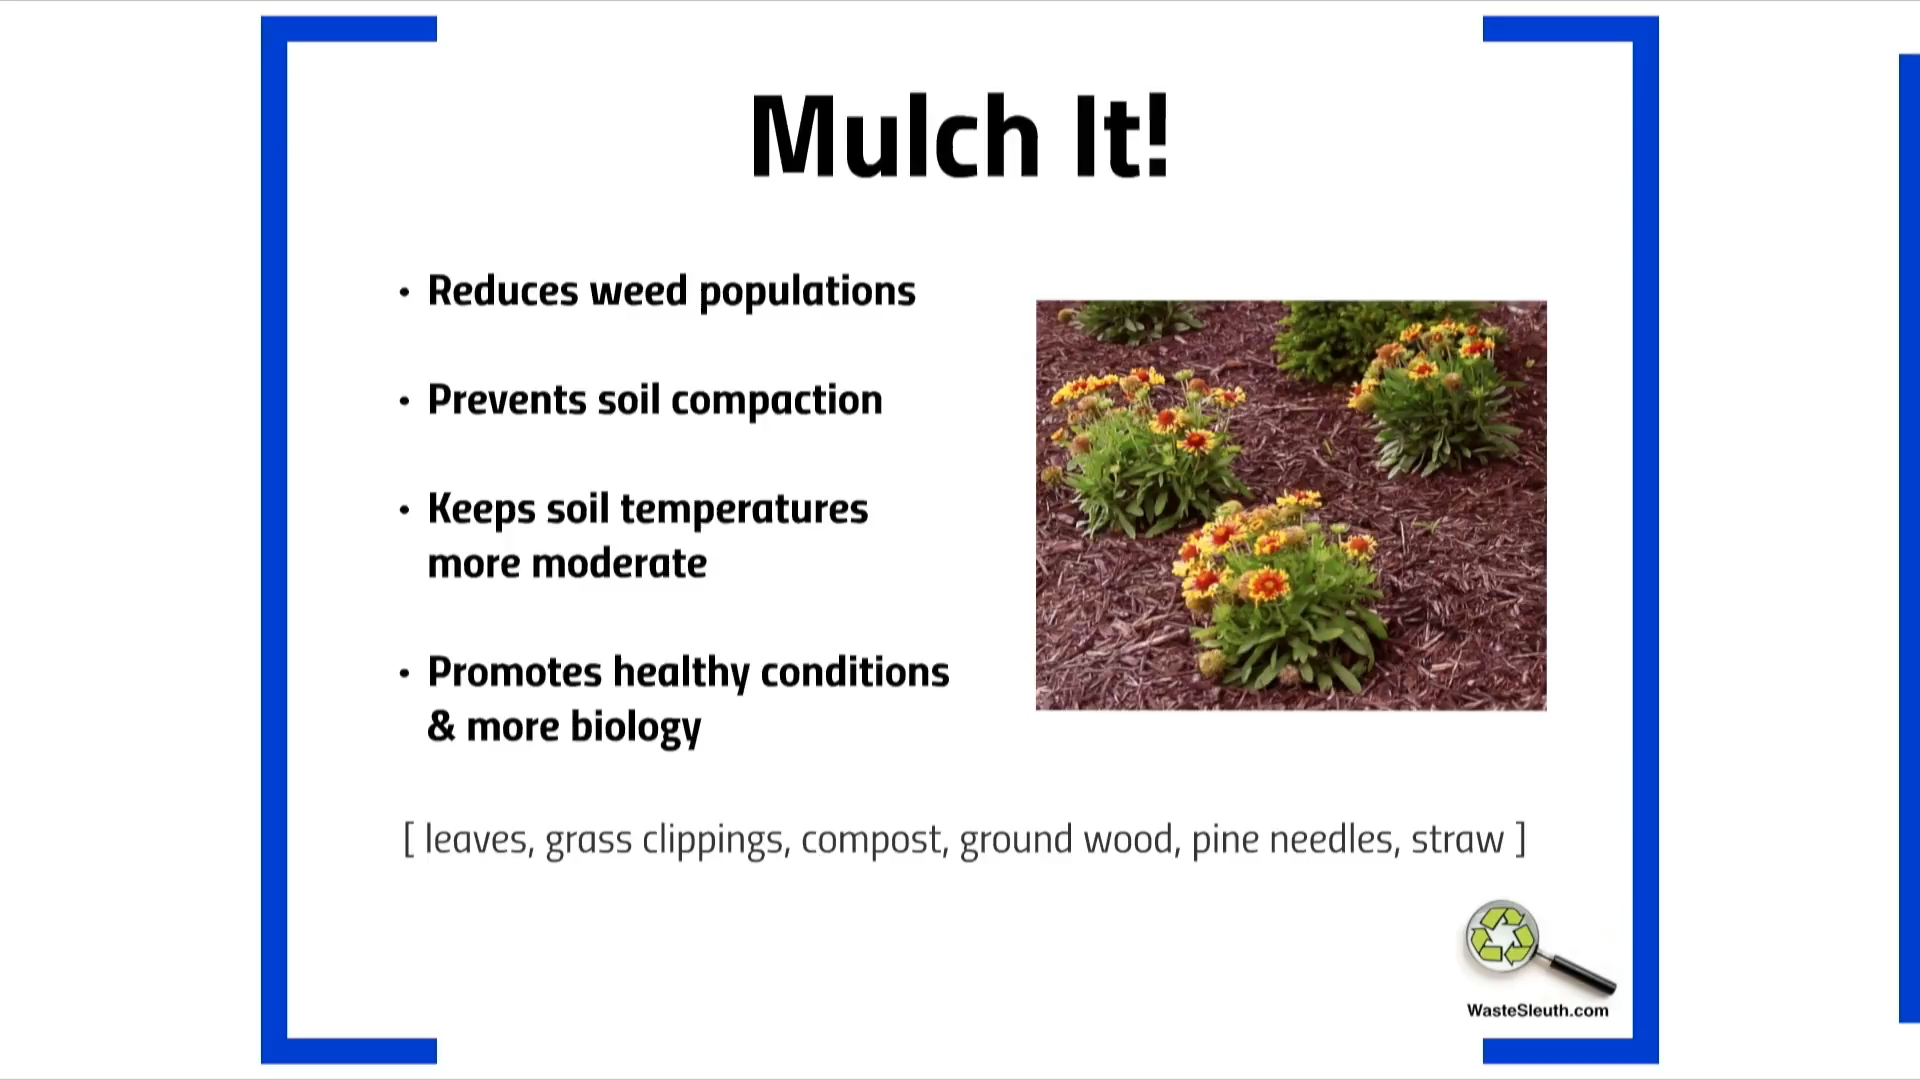 Mulch It!
• Reduces weed populations
• Prevents soil compaction
• Keeps soil temperatures
more moderate
• Promotes healthy conditions
& more biology
[ leaves, grass clippings, compost, ground wood, pine needles, straw ]
WasteSleuth.com